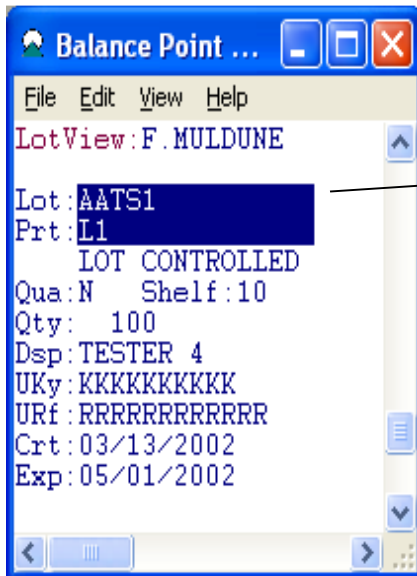 Balance Point ...
File Edit View Help
LotView:F.MULDUNE
Lot:AATS1
Prt:L1
LOT CONTROLLED
Qua:N Shelf:10
Qty: 100
Dsp:TESTER 4
UKy:KKKKKKKKKK
URf:RRRRRRRRRRRR
Crt:03/13/2002
Exp:05/01/2002